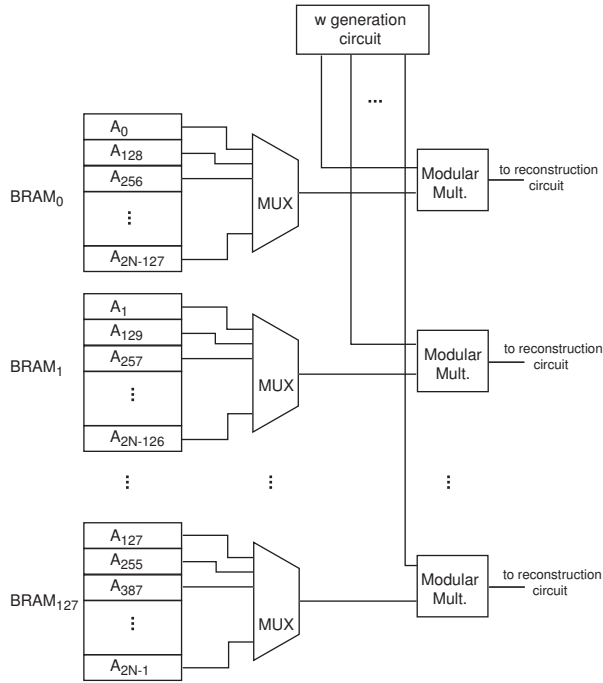 w generation
circuit
...
BRAM₀
A₀
A₁₂₈
A₂₅₆
...
A₂N-₁₂₇
MUX
Modular
Mult.
to reconstruction
circuit
BRAM₁
A₁
A₁₂₉
A₂₅₇
...
A₂N-₁₂₆
MUX
Modular
Mult.
to reconstruction
circuit
... ... ...
BRAM₁₂₇
A₁₂₇
A₂₅₅
A₃₈₇
...
A₂N-₁
MUX
Modular
Mult.
to reconstruction
circuit